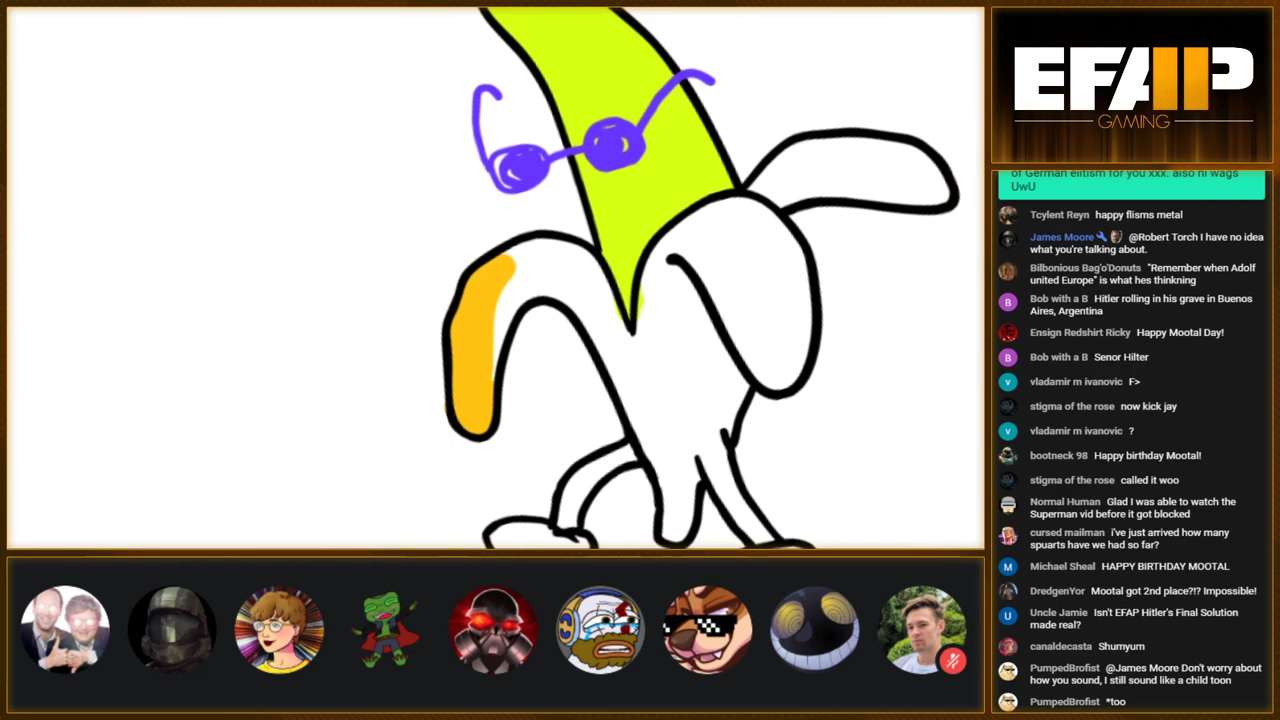 EFAP
GAMING
of German elitism for you xxx. also hi wags
UwU
Tcylent Reyn happy flisms metal
James Moore @Robert Torch I have no idea
what you're talking about.
Bilbonious Bag'o'Donuts "Remember when Adolf
united Europe" is what hes thinkning
B Bob with a B Hitler rolling in his grave in Buenos
Aires, Argentina
Ensign Redshirt Ricky Happy Mootal Day!
B Bob with a B Senor Hilter
v vladamir m ivanovic F>
stigma of the rose now kick jay
v vladamir m ivanovic ?
bootneck 98 Happy birthday Mootal!
stigma of the rose called it woo
Normal Human Glad I was able to watch the
Superman vid before it got blocked
cursed mailman i've just arrived how many
spuarts have we had so far?
M Michael Sheal HAPPY BIRTHDAY MOOTAL
DredgenYor Mootal got 2nd place?!? Impossible!
U Uncle Jamie Isn't EFAP Hitler's Final Solution
made real?
canaldecasta Shumyum
PumpedBrofist @James Moore Don't worry about
how you sound, I still sound like a child toon
PumpedBrofist *too